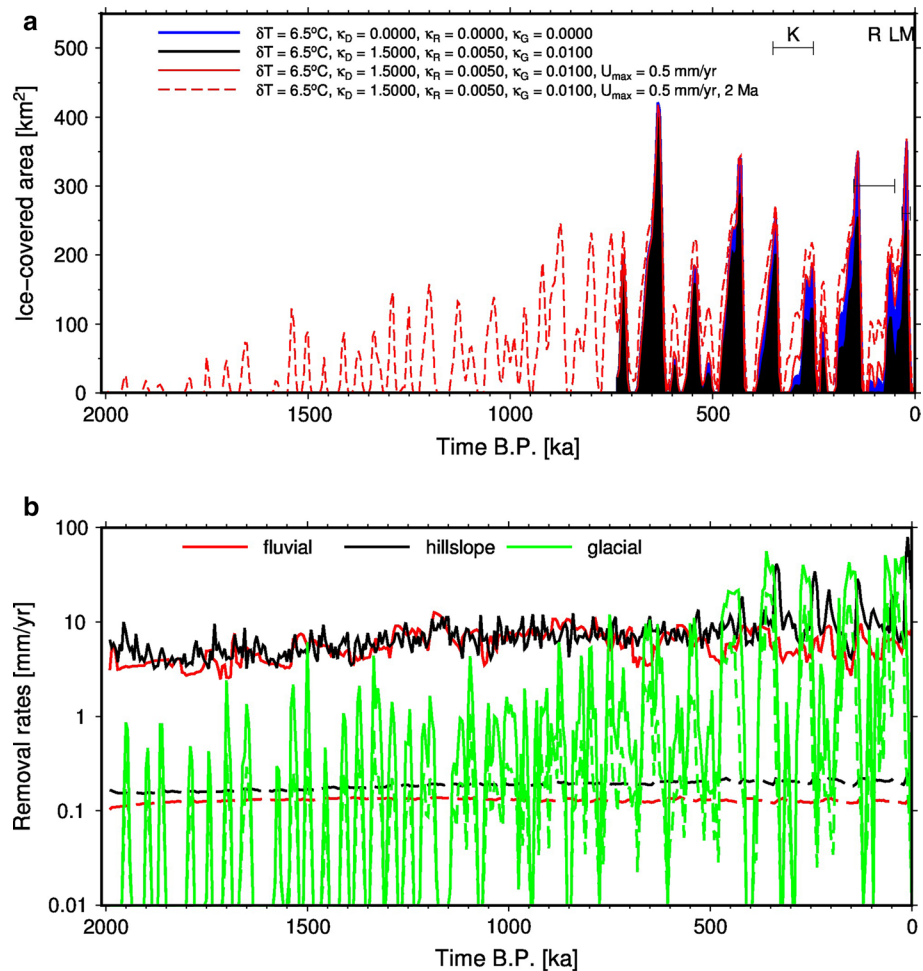 a
δT = 6.5ºC, κD = 0.0000, κR = 0.0000, κG = 0.0000
δT = 6.5ºC, κD = 1.5000, κR = 0.0050, κG = 0.0100
δT = 6.5ºC, κD = 1.5000, κR = 0.0050, κG = 0.0100, Umax = 0.5 mm/yr
δT = 6.5ºC, κD = 1.5000, κR = 0.0050, κG = 0.0100, Umax = 0.5 mm/yr, 2 Ma
K R LM
Ice-covered area [km²]
500
400
300
200
100
0
2000 1500 1000 500 0
Time B.P. [ka]
b
fluvial hillslope glacial
Removal rates [mm/yr]
100
10
1
0.1
0.01
2000 1500 1000 500 0
Time B.P. [ka]